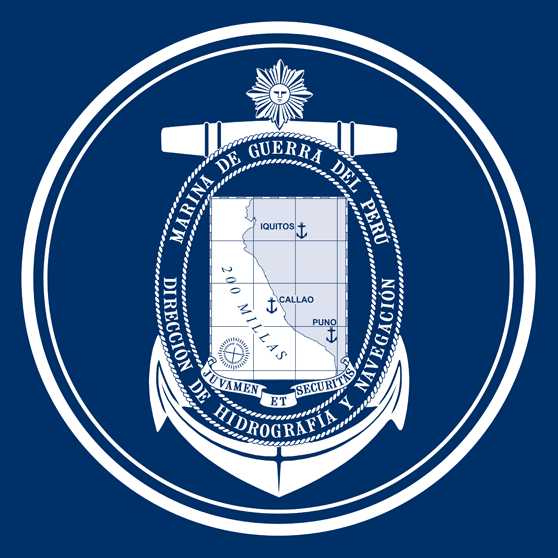 MARINA DE GUERRA DEL PERÚ
IQUITOS
200 MILLAS
CALLAO
PUNO
JUVAMEN ET SECURITAS
DIRECCIÓN DE HIDROGRAFÍA Y NAVEGACIÓN